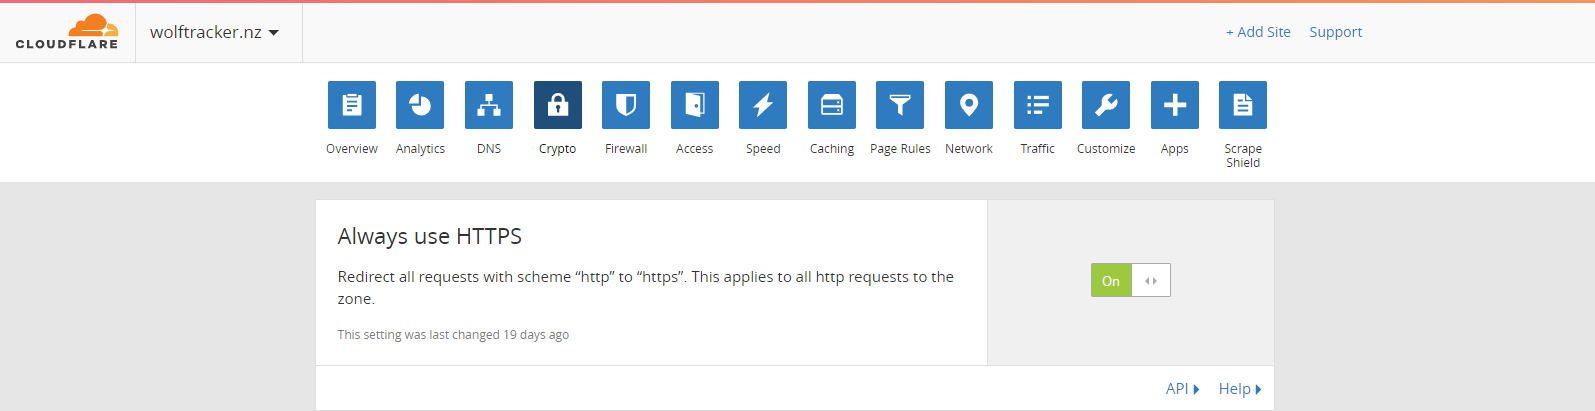 CLOUDFLARE
wolftracker.nz
+ Add Site
Support
Overview
Analytics
DNS
Crypto
Firewall
Access
Speed
Caching
Page Rules
Network
Traffic
Customize
Apps
Scrape
Shield
Always use HTTPS
Redirect all requests with scheme “http” to “https”. This applies to all http requests to the
zone.
This setting was last changed 19 days ago
On
API
Help